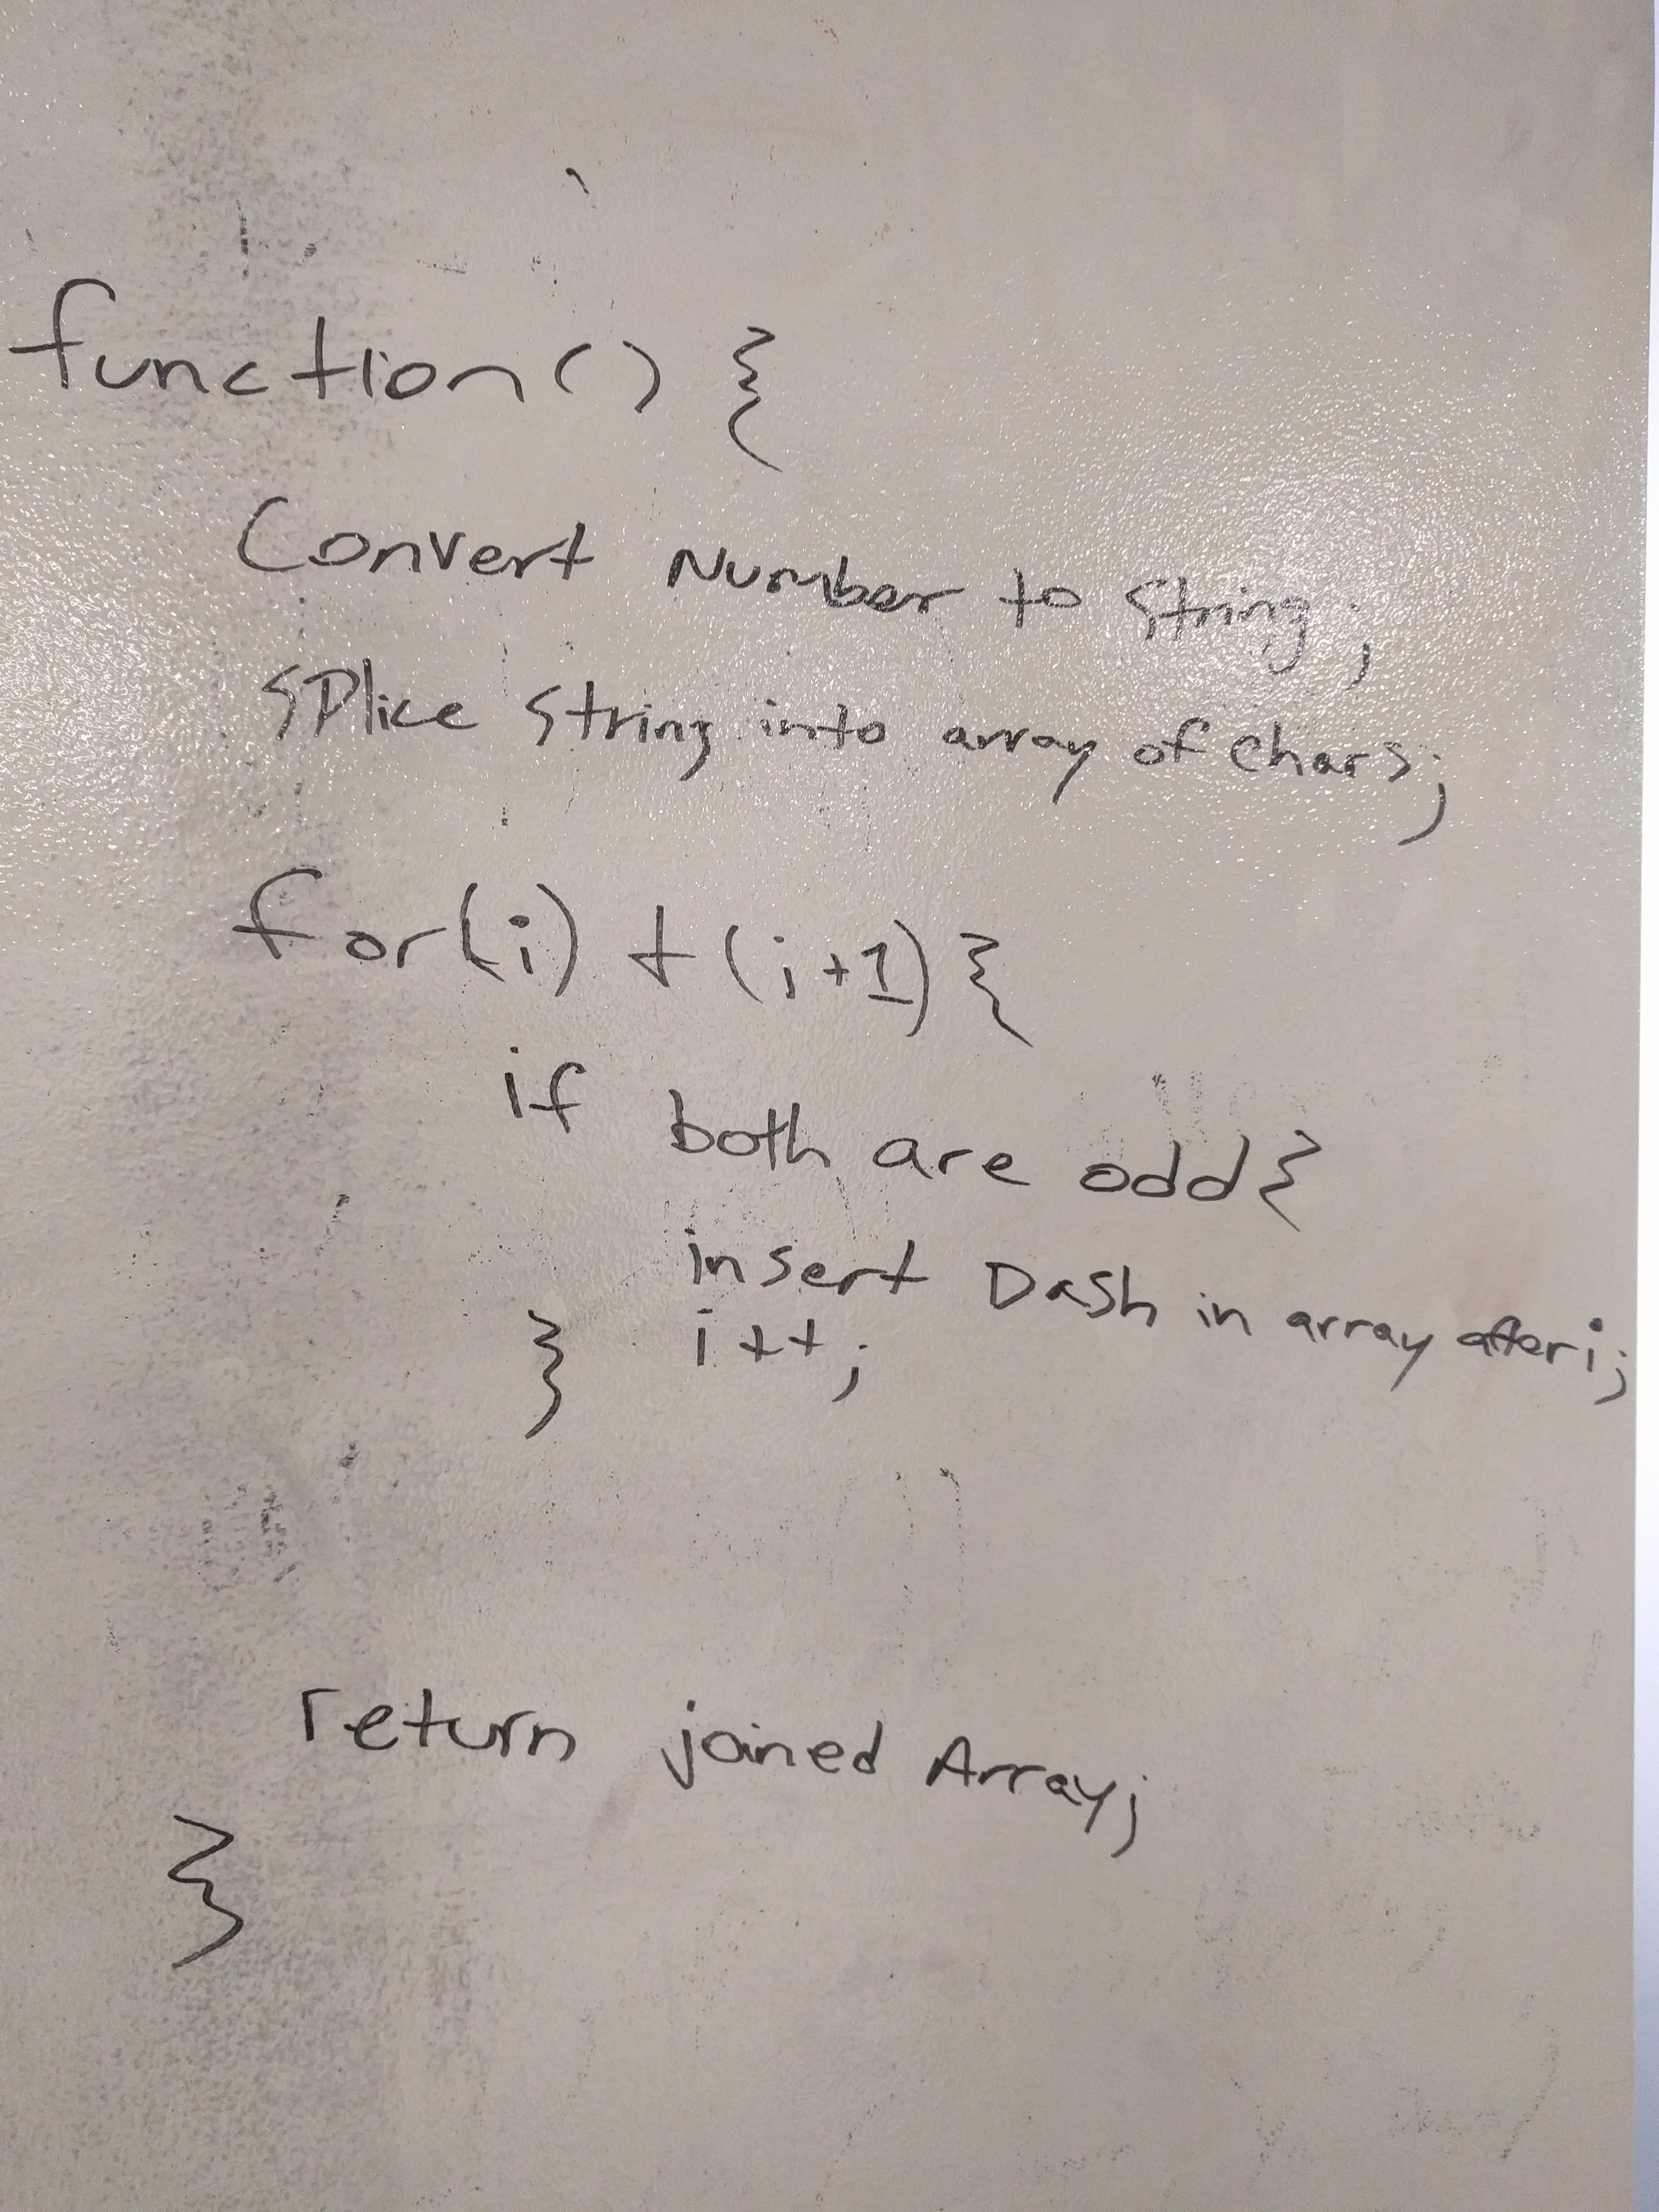 function() {
Convert Number to String;
SPlice String into array of chars;
for(i) + (i+1) {
if both are odd {
insert Dash in array after i;
} i++;
return joined Array;
}